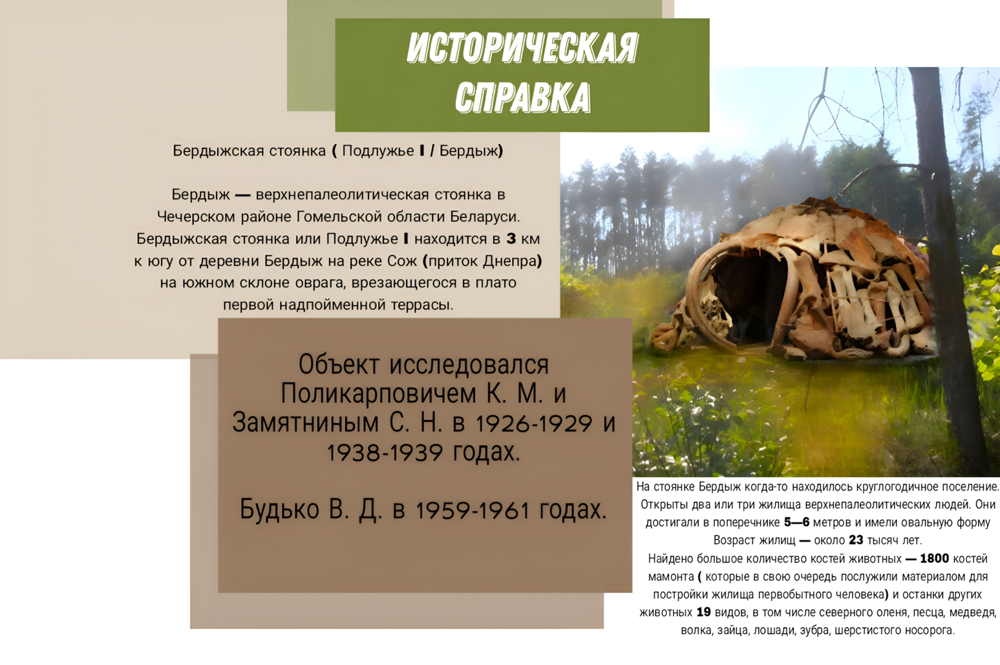 ИСТОРИЧЕСКАЯ
СПРАВКА
Бердыжская стоянка ( Подлужье I / Бердыж)
Бердыж — верхнепалеолитическая стоянка в
Чечерском районе Гомельской области Беларуси.
Бердыжская стоянка или Подлужье I находится в 3 км
к югу от деревни Бердыж на реке Сож (приток Днепра)
на южном склоне оврага, врезающегося в плато
первой надпойменной террасы.
Объект исследовался
Поликарповичем К. М. и
Замятниным С. Н. в 1926-1929 и
1938-1939 годах.
Будько В. Д. в 1959-1961 годах.
На стоянке Бердыж когда-то находилось круглогодичное поселение.
Открыты два или три жилища верхнепалеолитических людей. Они
достигали в поперечнике 5—6 метров и имели овальную форму
Возраст жилищ — около 23 тысяч лет.
Найдено большое количество костей животных — 1800 костей
мамонта ( которые в свою очередь послужили материалом для
постройки жилища первобытного человека) и останки других
животных 19 видов, в том числе северного оленя, песца, медведя,
волка, зайца, лошади, зубра, шерстистого носорога.